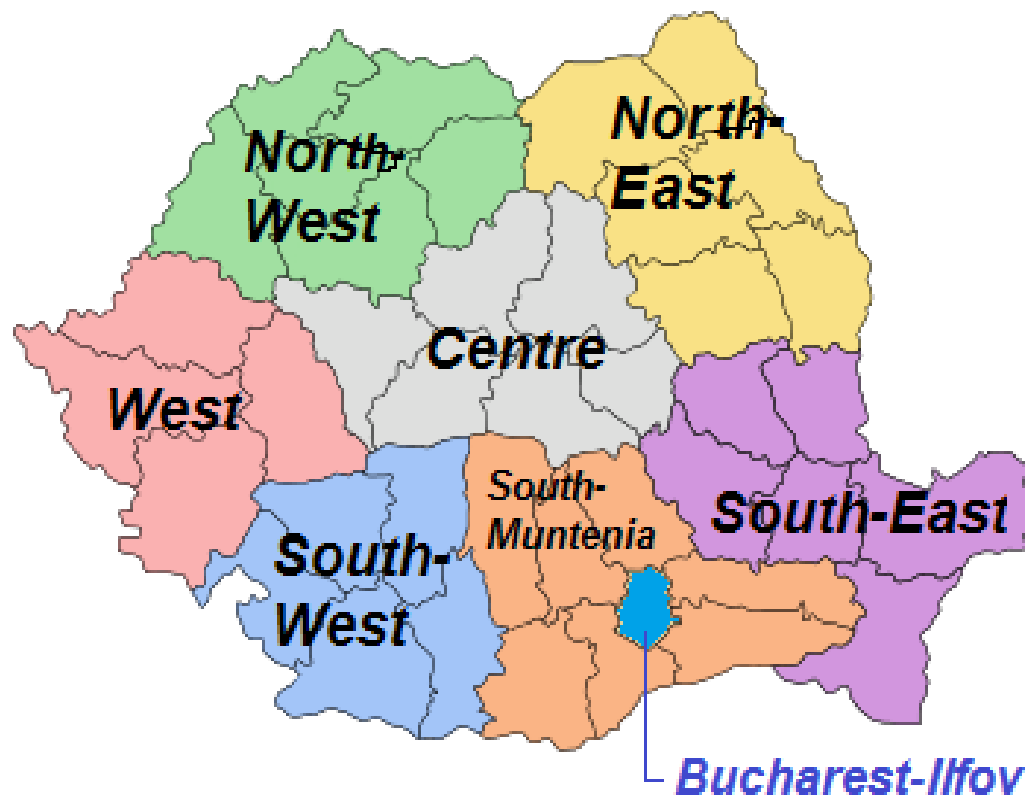 North-
West
North-
East
Centre
West
South-
Muntenia
South-East
South-
West
Bucharest-Ilfov